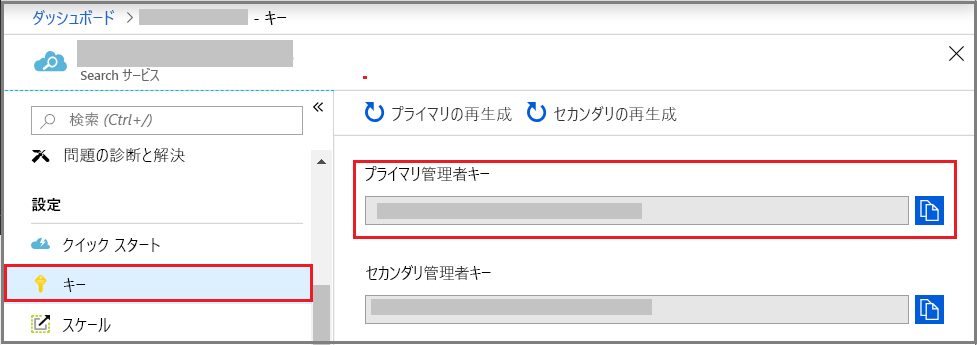 ダッシュボード > - キー
Search サービス
検索 (Ctrl+/)
«
プライマリの再生成 セカンダリの再生成
問題の診断と解決
プライマリ管理者キー
設定
クイック スタート
キー
セカンダリ管理者キー
スケール